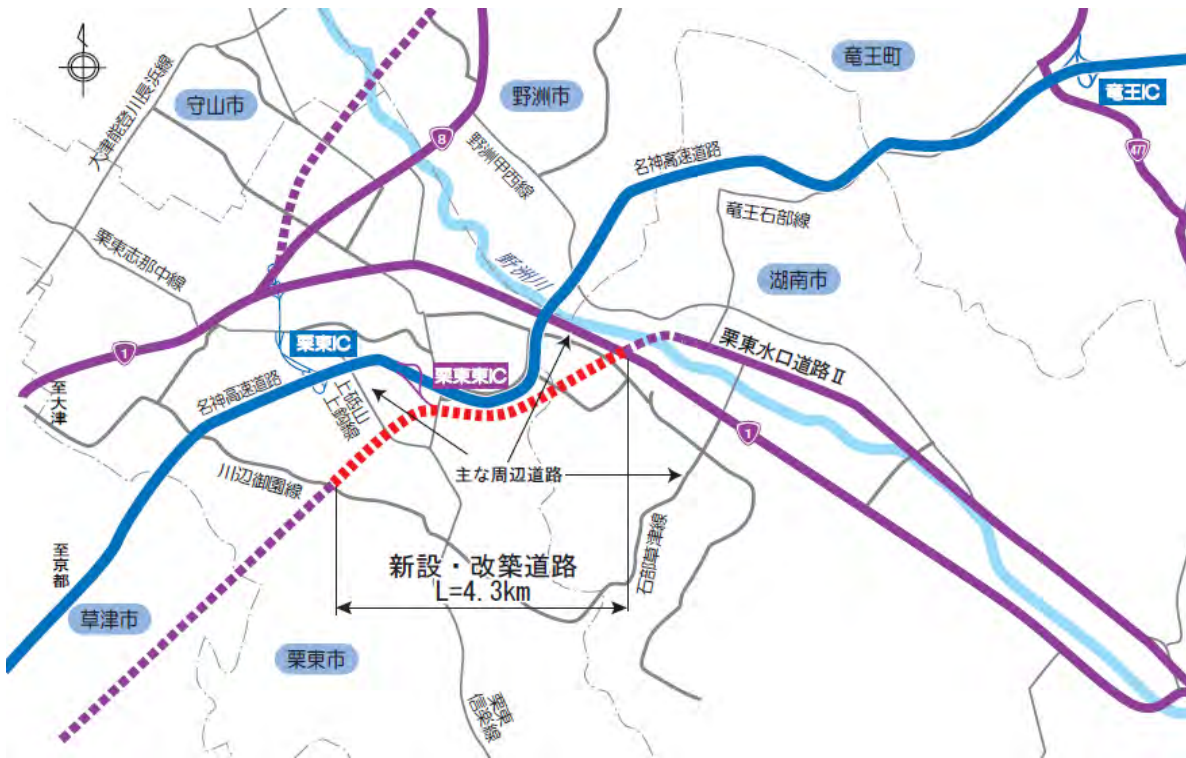 竜王町
竜王IC
守山市
野洲市
大津能登川長浜線
8
野洲甲西線
名神高速道路
477
竜王石部線
栗東志那中線
野洲川
湖南市
栗東IC
栗東東IC
栗東水口道路Ⅱ
1
至大津
名神高速道路
上砥山
上鈎線
1
主な周辺道路
川辺御園線
石部草津線
至京都
新設・改築道路
L=4.3km
草津市
栗東市
栗東
信楽線